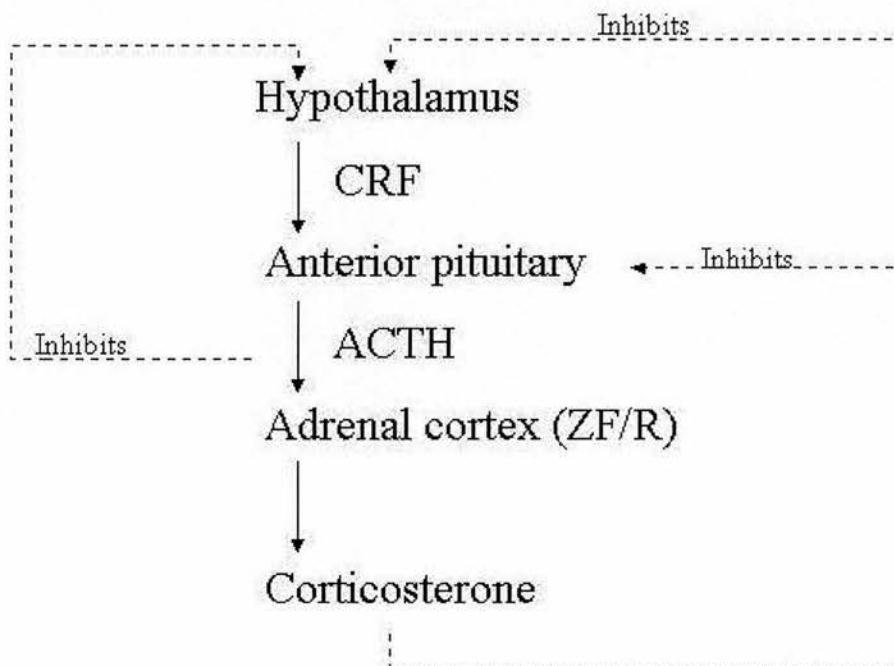 Inhibits
Hypothalamus
CRF
Anterior pituitary
Inhibits
Inhibits
ACTH
Adrenal cortex (ZF/R)
Corticosterone